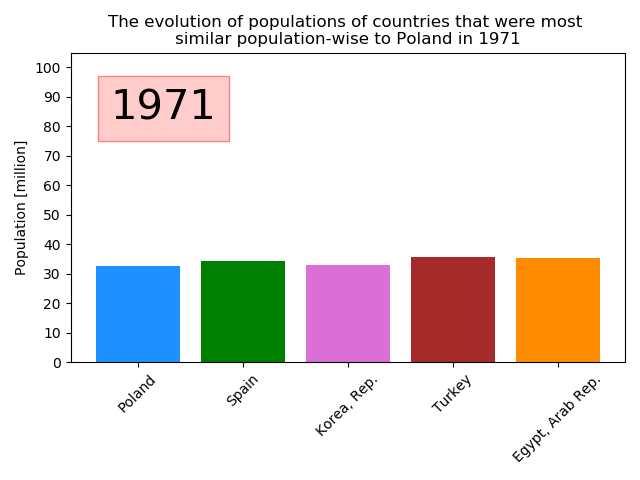 The evolution of populations of countries that were most
similar population-wise to Poland in 1971
1971
Population [million]
100
90
80
70
60
50
40
30
20
10
0
Poland
Spain
Korea, Rep.
Turkey
Egypt, Arab Rep.